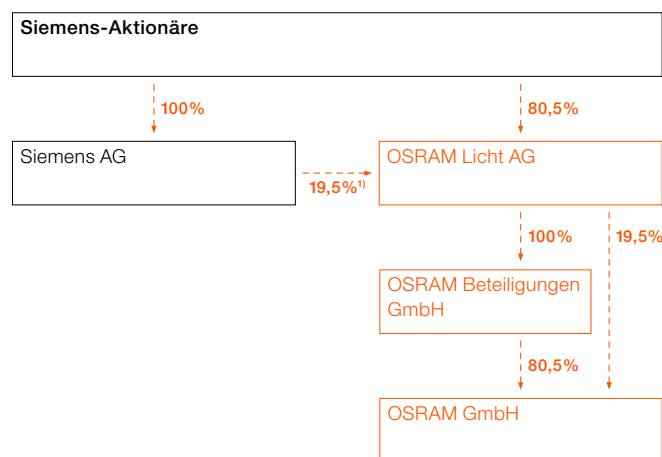 Siemens-Aktionäre
100%
80,5%
Siemens AG
OSRAM Licht AG
19,5%¹⁾
100%
19,5%
OSRAM Beteiligungen
GmbH
80,5%
OSRAM GmbH